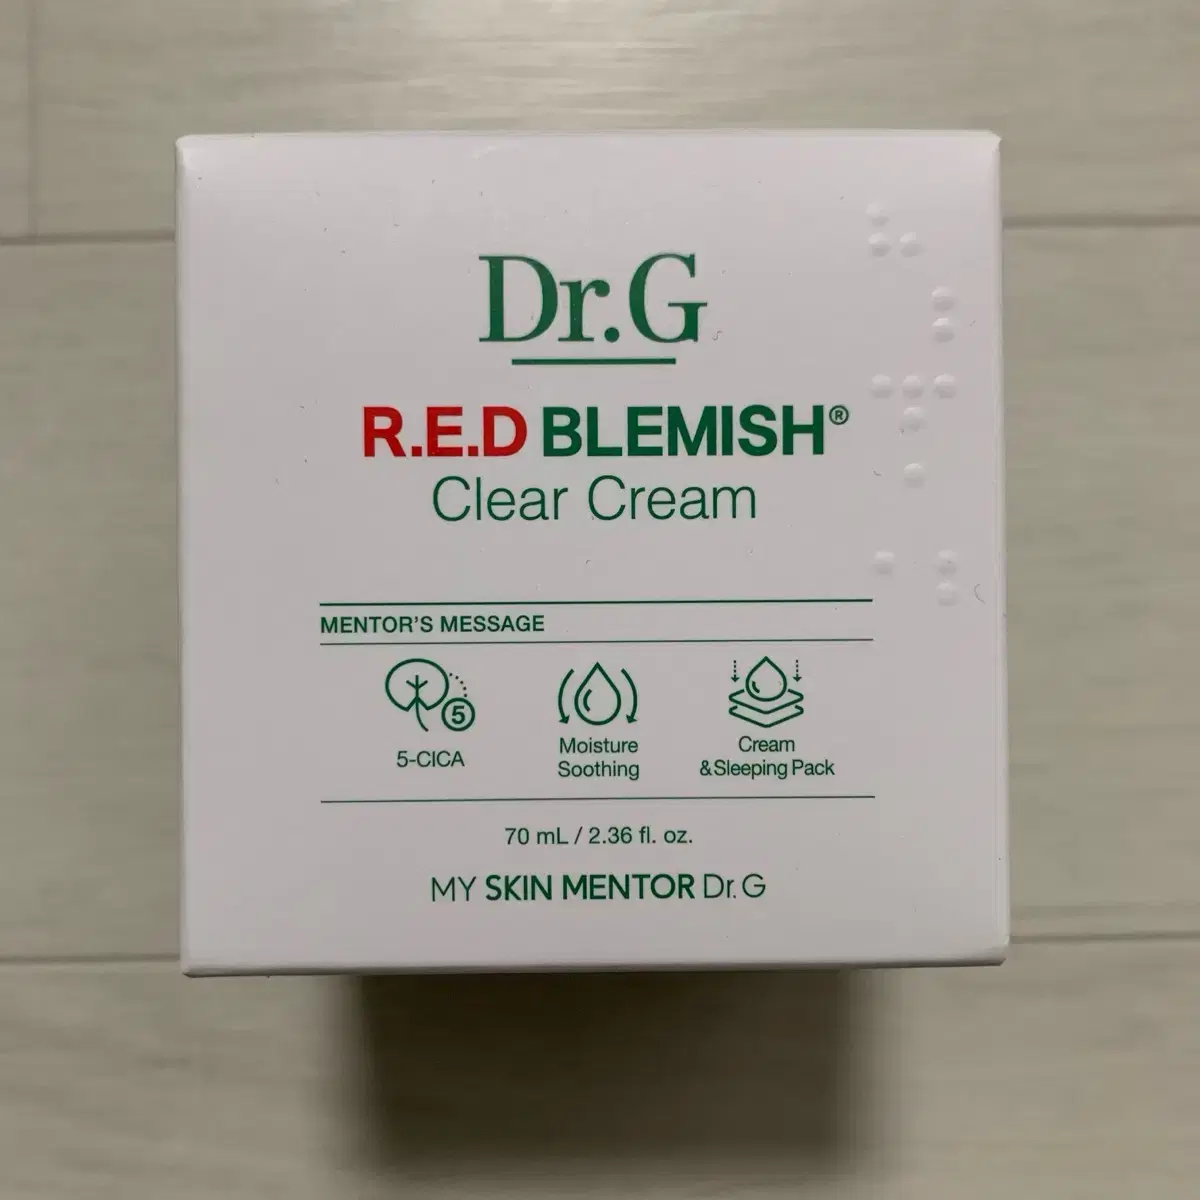 Dr.G
R.E.D BLEMISH®
Clear Cream
MENTOR'S MESSAGE
5
5-CICA
Moisture
Soothing
Cream
&Sleeping Pack
70 mL / 2.36 fl. oz.
MY SKIN MENTOR Dr.G